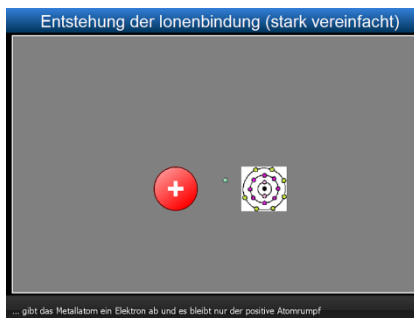 Entstehung der Ionenbindung (stark vereinfacht)
+
... gibt das Metallatom ein Elektron ab und es bleibt nur der positive Atomrumpf